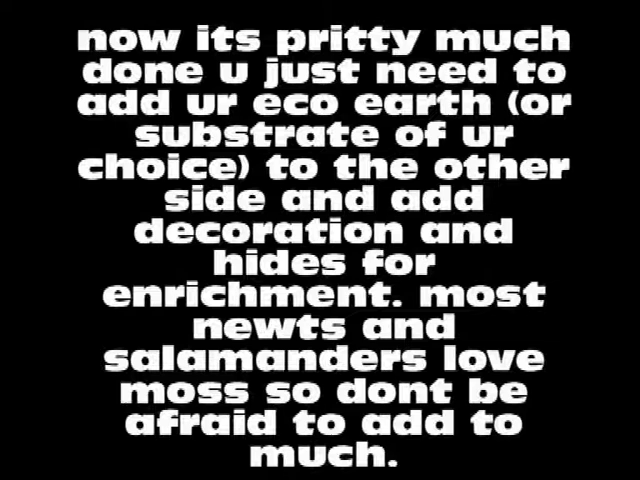 now its pritty much
done u just need to
add ur eco earth (or
substrate of ur
choice) to the other
side and add
decoration and
hides for
enrichment. most
newts and
salamanders love
moss so dont be
afraid to add to
much.